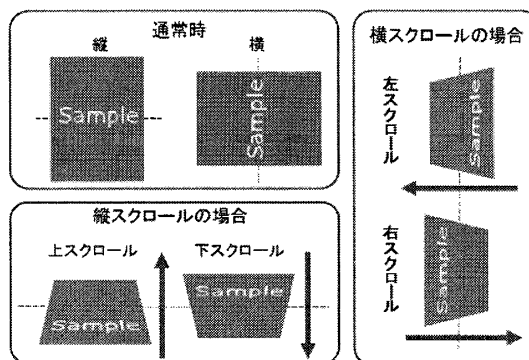 通常時
縦
横
Sample
Sample
縦スクロールの場合
上スクロール
下スクロール
Sample
Sample
横スクロールの場合
左スクロール
Sample
右スクロール
Sample